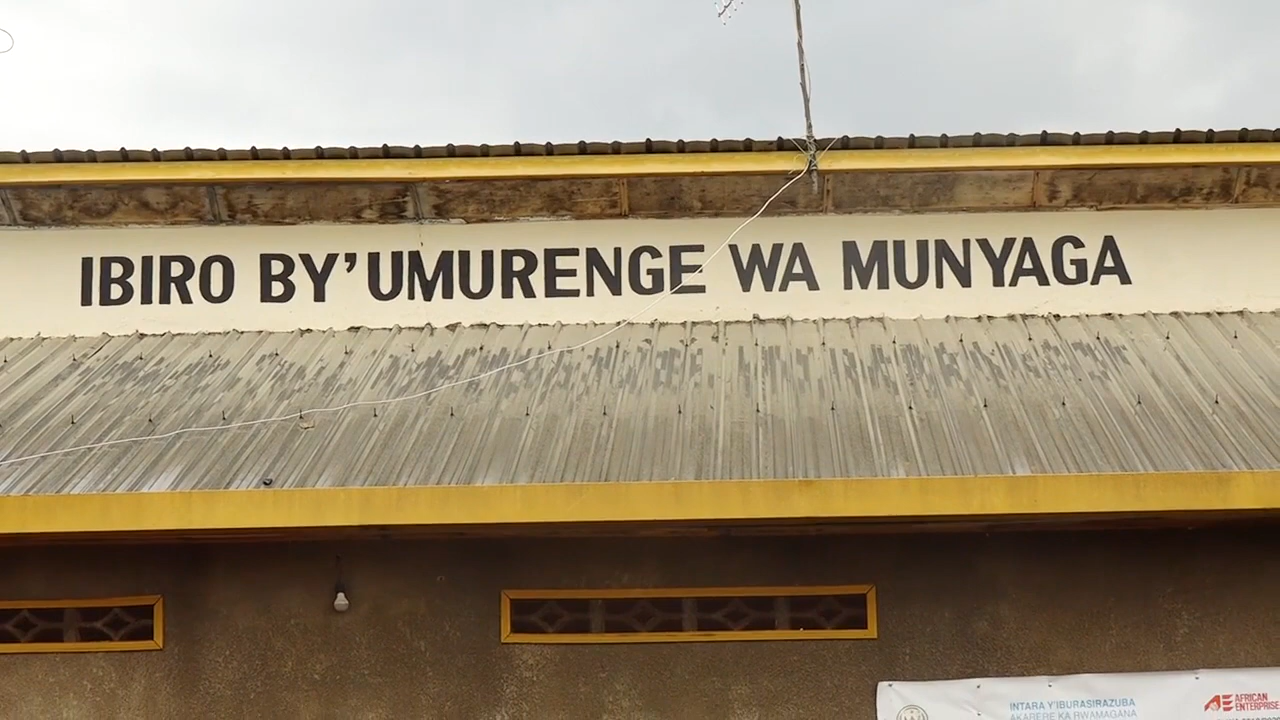 IBIRO BY'UMURENGE WA MUNYAGA
INTARA Y'IBURASIRAZUBA
AKARERE KA RWAMAGANA
AFRICAN
ENTERPRISE